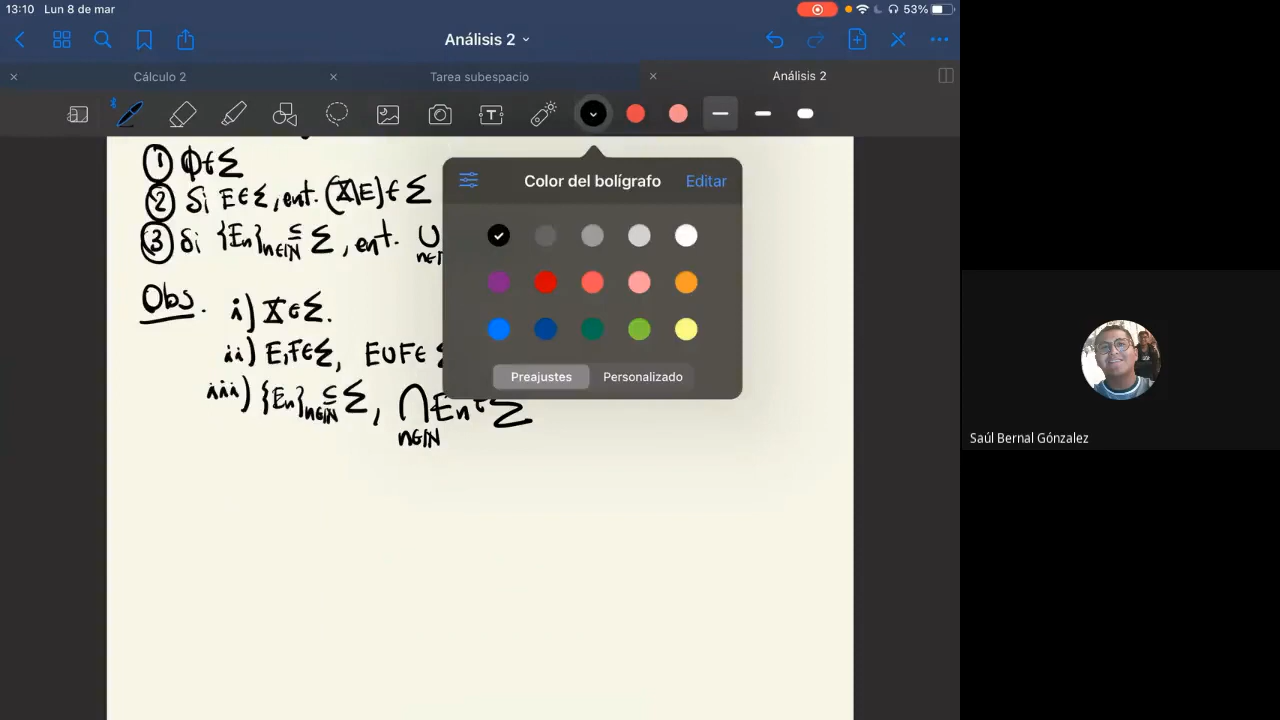 13:10 Lun 8 de mar
53%
Análisis 2
Cálculo 2
Tarea subespacio
Análisis 2
T
Color del bolígrafo
Editar
Preajustes
Personalizado
① ∅∈Σ
② Si E∈Σ, ent. (X\E)∈Σ
③ Si {En}n∈ℕ ⊆ Σ, ent. ∪
Obs.
i) X∈Σ.
ii) E,F∈Σ, E∪F∈
iii) {En}n∈ℕ ⊆ Σ, ⋂n∈ℕ En ∈ Σ
Saúl Bernal Gónzalez